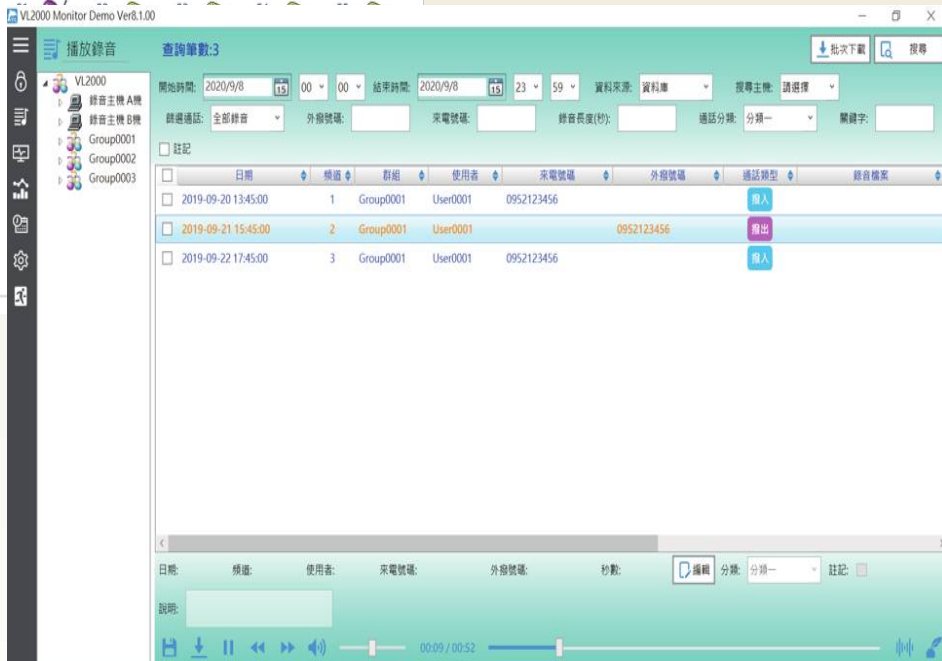 VL2000 Monitor Demo Ver8.1.00
播放錄音
查詢筆數:3
批次下載
搜尋
VL2000
錄音主機 A機
錄音主機 B機
Group0001
Group0002
Group0003
開始時間: 2020/9/8 15 00 00 結束時間: 2020/9/8 15 23 59 資料來源: 資料庫 搜尋主機: 請選擇
篩選通話: 全部錄音 外撥號碼: 來電號碼: 錄音長度(秒): 通話分類: 分類一 關鍵字:
註記
日期 頻道 群組 使用者 來電號碼 外撥號碼 通話類型 錄音檔案
2019-09-20 13:45:00 1 Group0001 User0001 0952123456 撥入
2019-09-21 15:45:00 2 Group0001 User0001 0952123456 撥出
2019-09-22 17:45:00 3 Group0001 User0001 0952123456 撥入
日期: 頻道: 使用者: 來電號碼: 外撥號碼: 秒數: 編輯 分類: 分類一 註記:
說明:
00:09 / 00:52